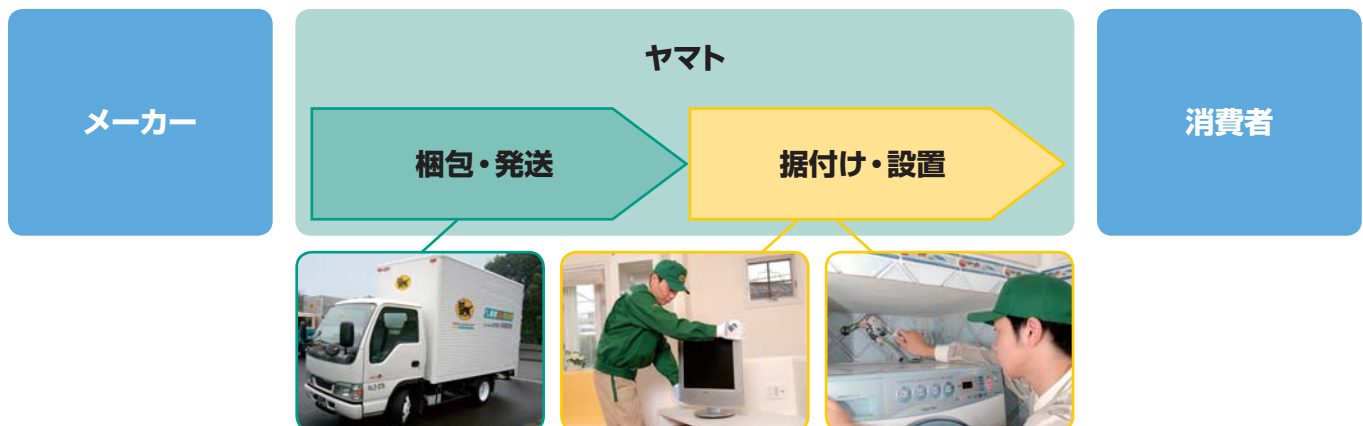 メーカー
ヤマト
梱包・発送
据付け・設置
消費者